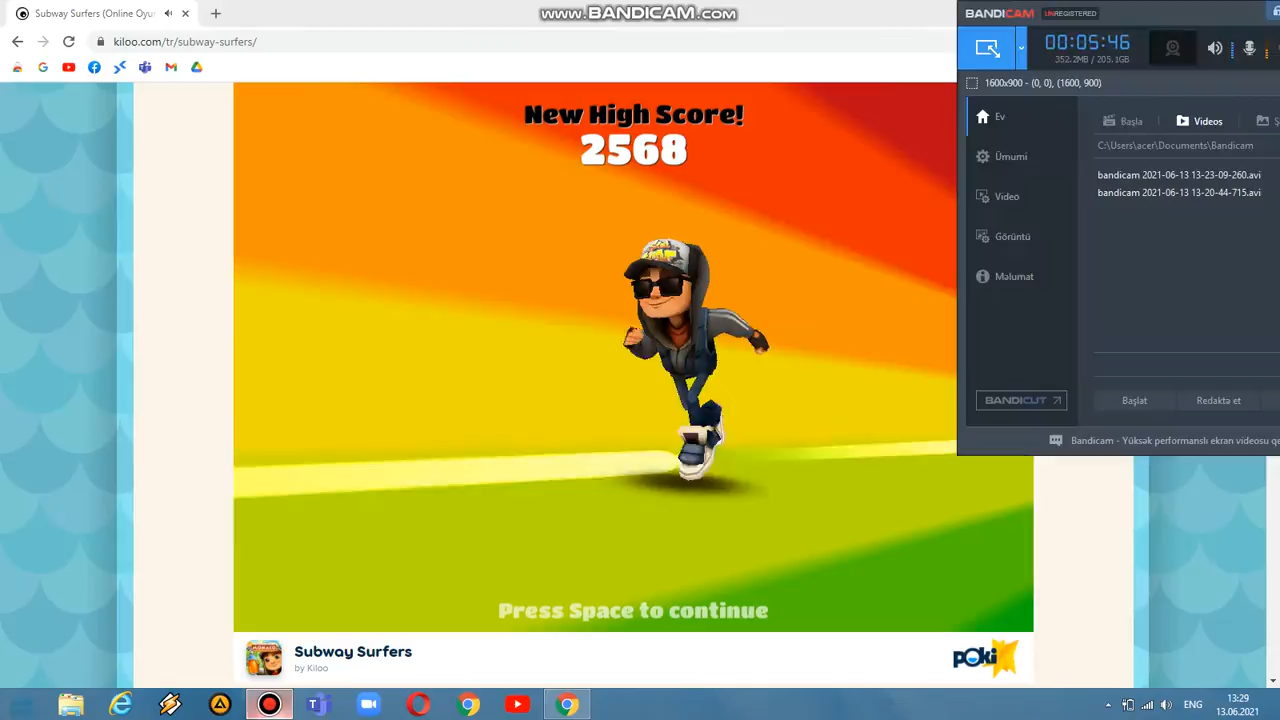 Subway Surfers (Online Oyu
www.BANDICAM.com
kiloo.com/tr/subway-surfers/
BANDICAM UNREGISTERED
00:05:46
352.2MB / 205.1GB
1600x900 - (0, 0), (1600, 900)
Ev
Ümumi
Video
Görüntü
Məlumat
BANDICUT
Başla
Videos
C:\Users\acer\Documents\Bandicam
bandicam 2021-06-13 13-23-09-260.avi
bandicam 2021-06-13 13-20-44-715.avi
Başlat
Redaktə et
Bandicam - Yüksək performanslı ekran videosu qe
New High Score!
2568
Press Space to continue
Subway Surfers
by Kiloo
POKi
ENG
13:29
13.06.2021